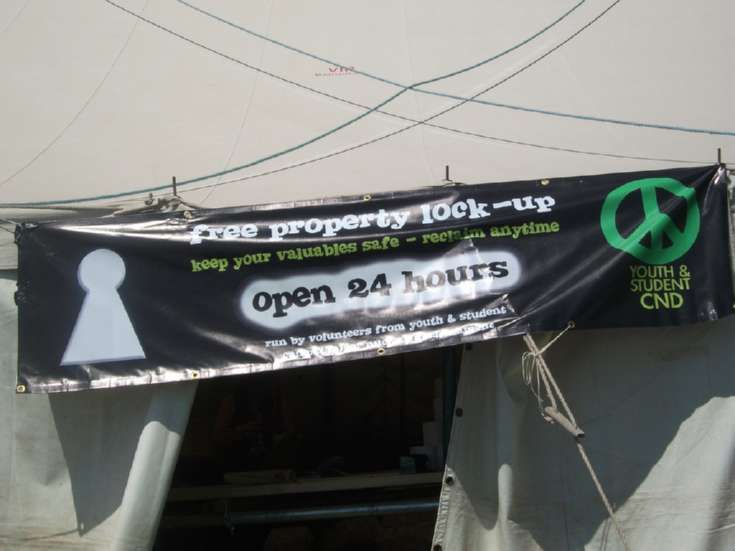 free property lock-up
keep your valuables safe - reclaim anytime
open 24 hours
run by volunteers from youth & student
YOUTH &
STUDENT
CND